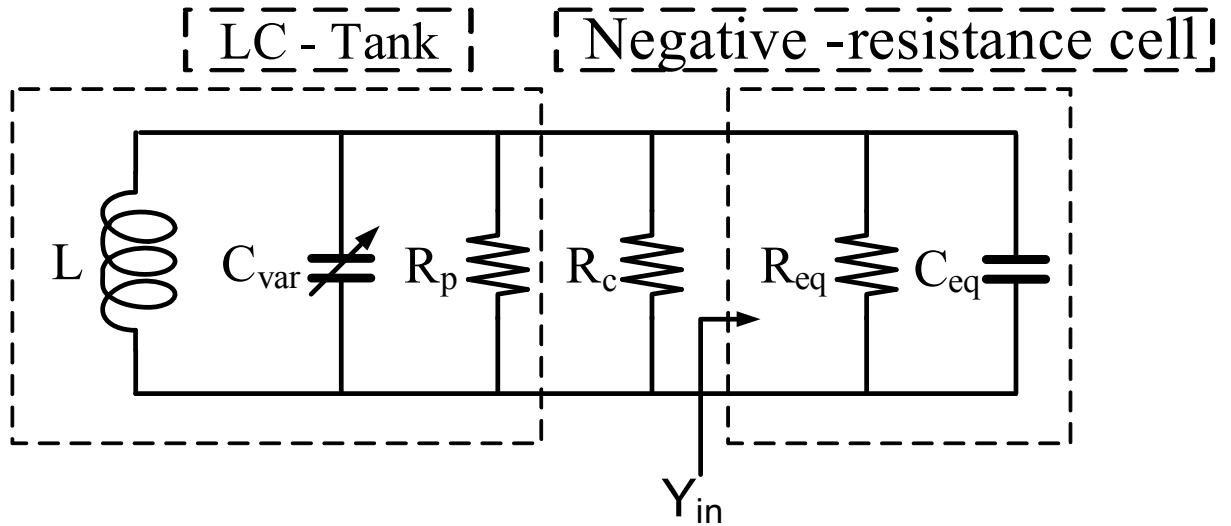 LC - Tank
Negative -resistance cell
L
Cvar
Rp
Rc
Req
Ceq
Yin